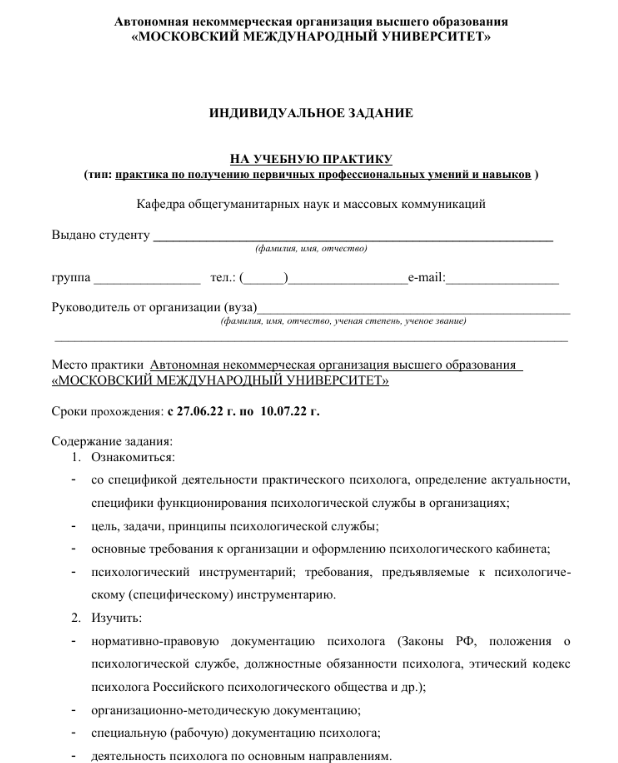 Автономная некоммерческая организация высшего образования
«МОСКОВСКИЙ МЕЖДУНАРОДНЫЙ УНИВЕРСИТЕТ»
ИНДИВИДУАЛЬНОЕ ЗАДАНИЕ
НА УЧЕБНУЮ ПРАКТИКУ
(тип: практика по получению первичных профессиональных умений и навыков )
Кафедра общегуманитарных наук и массовых коммуникаций
Выдано студенту ____________________________________________________________
(фамилия, имя, отчество)
группа ________________ тел.: (______)__________________e-mail:_________________
Руководитель от организации (вуза)_______________________________________________
(фамилия, имя, отчество, ученая степень, ученое звание)
_____________________________________________________________________________
Место практики Автономная некоммерческая организация высшего образования
«МОСКОВСКИЙ МЕЖДУНАРОДНЫЙ УНИВЕРСИТЕТ»
Сроки прохождения: с 27.06.22 г. по 10.07.22 г.
Содержание задания:
1. Ознакомиться:
- со спецификой деятельности практического психолога, определение актуальности,
специфики функционирования психологической службы в организациях;
- цель, задачи, принципы психологической службы;
- основные требования к организации и оформлению психологического кабинета;
- психологический инструментарий; требования, предъявляемые к психологиче-
скому (специфическому) инструментарию.
2. Изучить:
- нормативно-правовую документацию психолога (Законы РФ, положения о
психологической службе, должностные обязанности психолога, этический кодекс
психолога Российского психологического общества и др.);
- организационно-методическую документацию;
- специальную (рабочую) документацию психолога;
- деятельность психолога по основным направлениям.